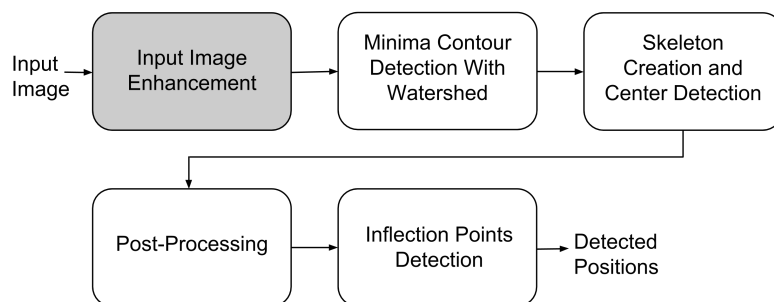 Input
Image
Input Image
Enhancement
Minima Contour
Detection With
Watershed
Skeleton
Creation and
Center Detection
Post-Processing
Inflection Points
Detection
Detected
Positions